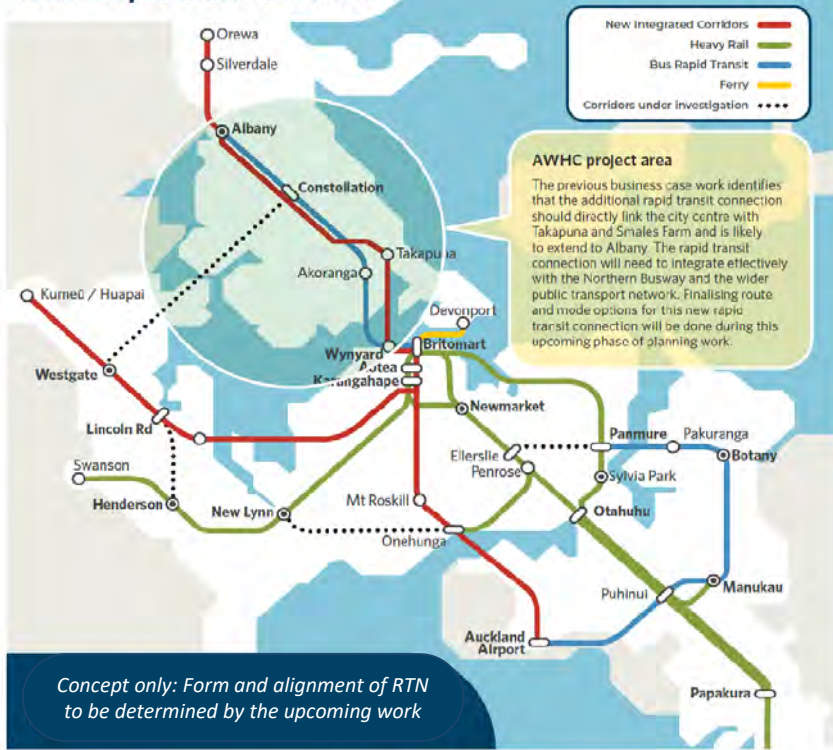 Orewa
Silverdale
Albany
Constellation
Takapuna
Akoranga
Kumeū / Huapai
Devonport
Wynyard
Britomart
Aotea
Karangahape
Westgate
Lincoln Rd
Newmarket
Swanson
Henderson
New Lynn
Ellerslie
Penrose
Panmure
Pakuranga
Botany
Sylvia Park
Mt Roskill
Otahuhu
Onehunga
Puhinui
Manukau
Auckland
Airport
Papakura
New Integrated Corridors
Heavy Rail
Bus Rapid Transit
Ferry
Corridors under investigation
AWHC project area
The previous business case work identifies
that the additional rapid transit connection
should directly link the city centre with
Takapuna and Smales Farm and is likely
to extend to Albany. The rapid transit
connection will need to integrate effectively
with the Northern Busway and the wider
public transport network. Finalising route
and mode options for this new rapid
transit connection will be done during this
upcoming phase of planning work.
Concept only: Form and alignment of RTN
to be determined by the upcoming work